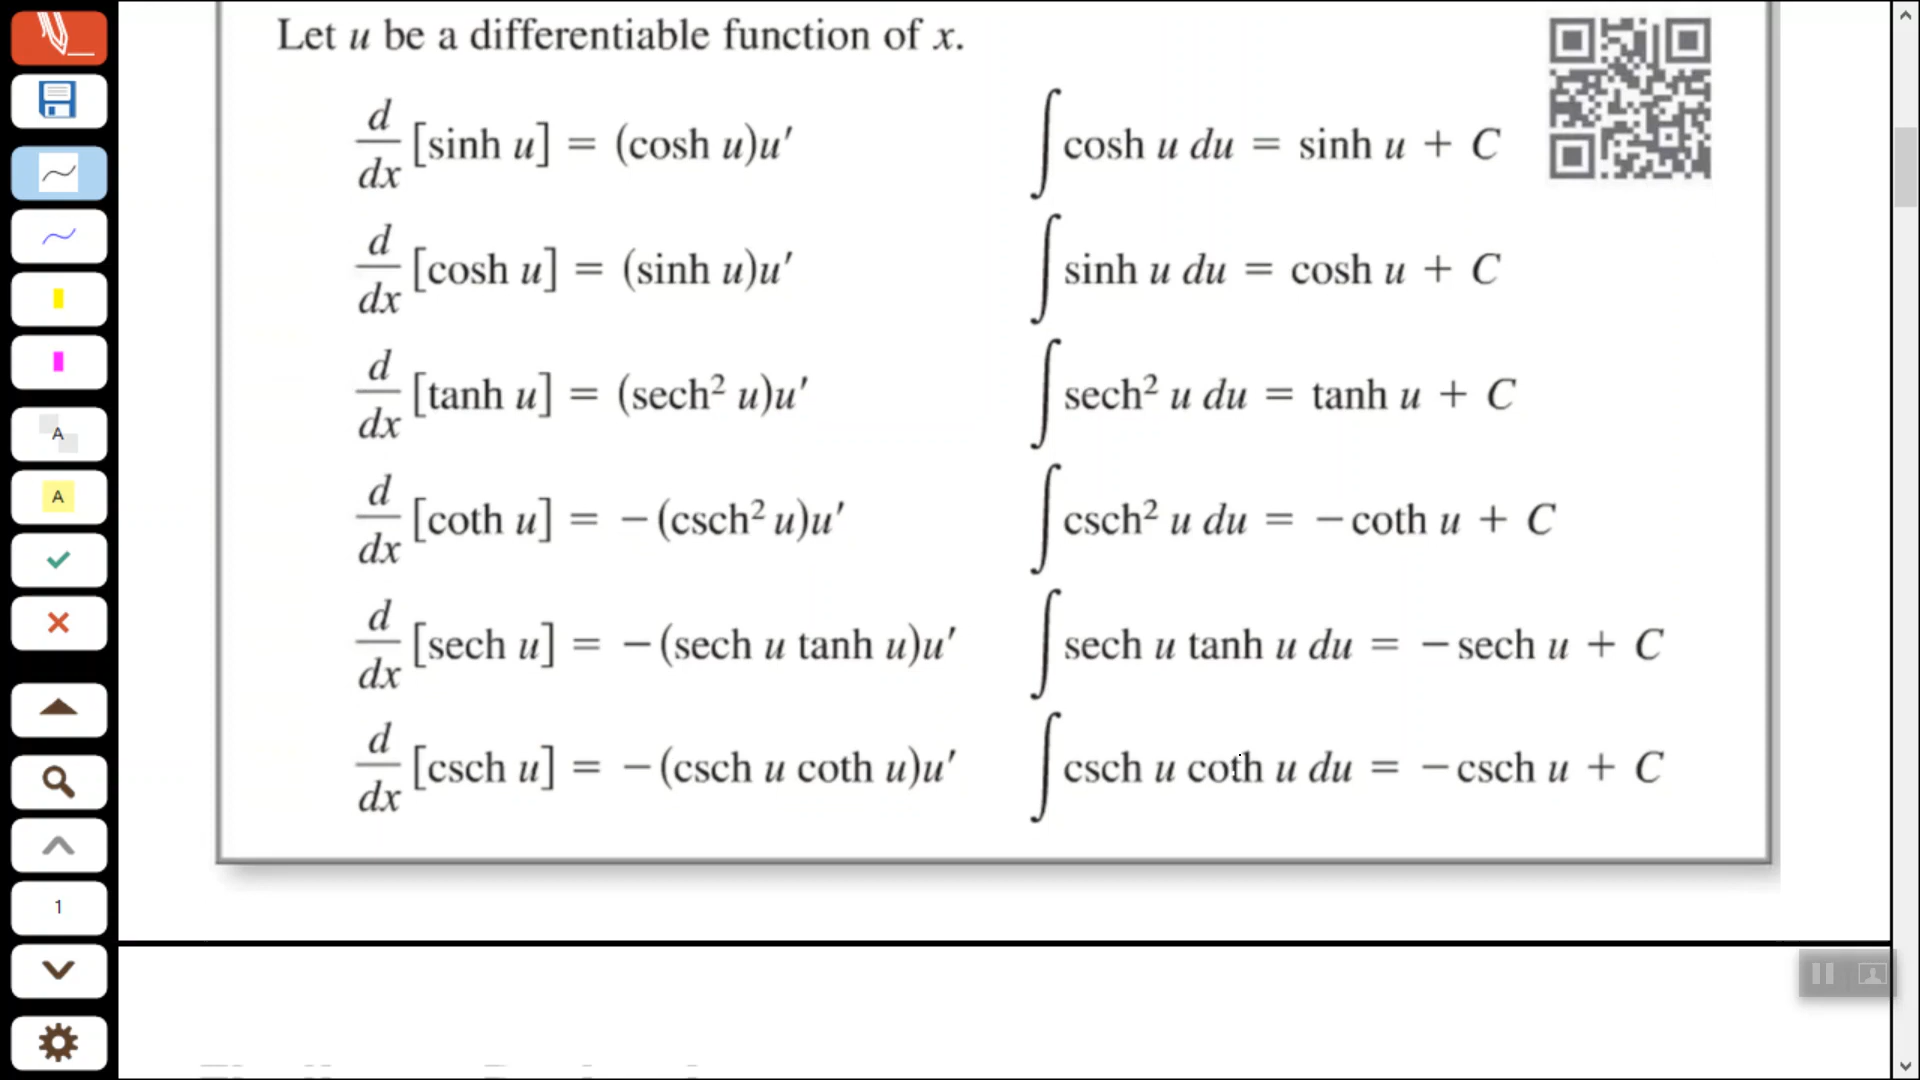 Let u be a differentiable function of x.
d/dx [sinh u] = (cosh u)u′
∫ cosh u du = sinh u + C
d/dx [cosh u] = (sinh u)u′
∫ sinh u du = cosh u + C
d/dx [tanh u] = (sech² u)u′
∫ sech² u du = tanh u + C
d/dx [coth u] = −(csch² u)u′
∫ csch² u du = −coth u + C
d/dx [sech u] = −(sech u tanh u)u′
∫ sech u tanh u du = −sech u + C
d/dx [csch u] = −(csch u coth u)u′
∫ csch u coth u du = −csch u + C
A
A
1